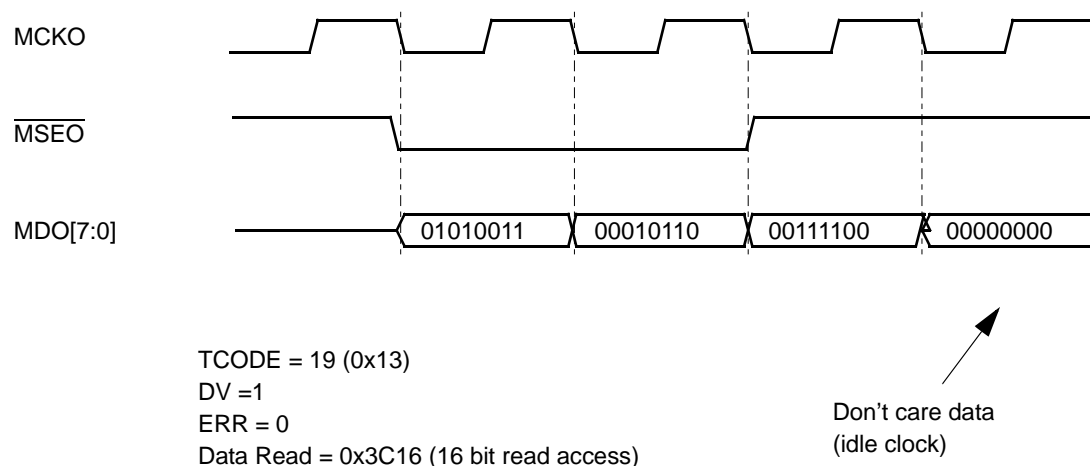 MCKO
MSEO
MDO[7:0]
01010011
00010110
00111100
00000000
TCODE = 19 (0x13)
DV =1
ERR = 0
Data Read = 0x3C16 (16 bit read access)
Don't care data
(idle clock)